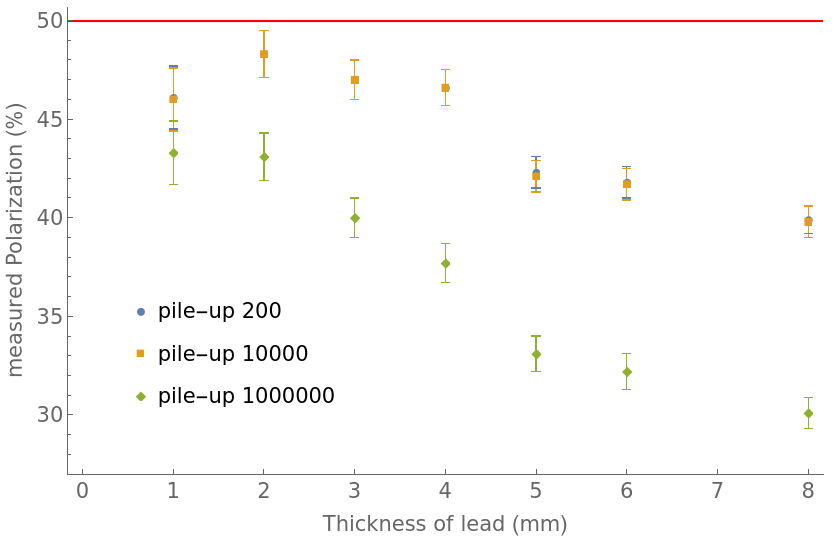 50
45
40
35
30
measured Polarization (%)
pile–up 200
pile–up 10000
pile–up 1000000
0 1 2 3 4 5 6 7 8
Thickness of lead (mm)